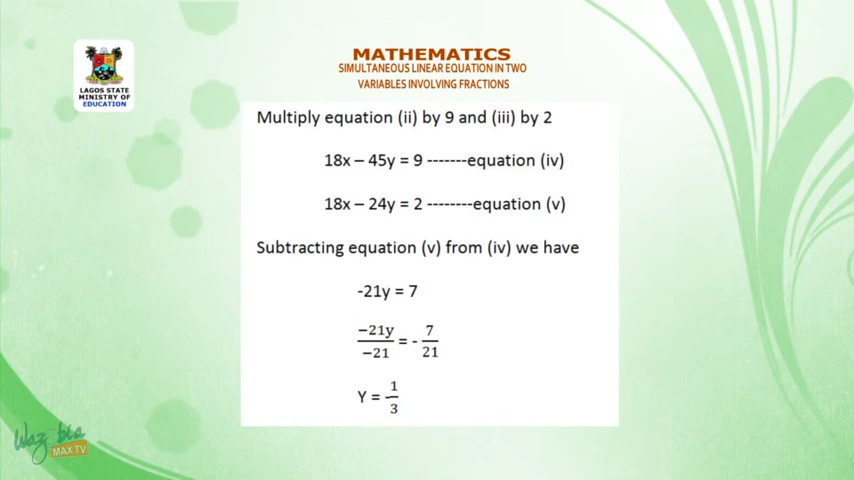 MATHEMATICS
SIMULTANEOUS LINEAR EQUATION IN TWO
VARIABLES INVOLVING FRACTIONS
LAGOS STATE
MINISTRY OF
EDUCATION
Multiply equation (ii) by 9 and (iii) by 2
18x – 45y = 9 -------equation (iv)
18x – 24y = 2 --------equation (v)
Subtracting equation (v) from (iv) we have
-21y = 7
−21y/−21 = - 7/21
Y = -1/3
Wazobia
MAX TV